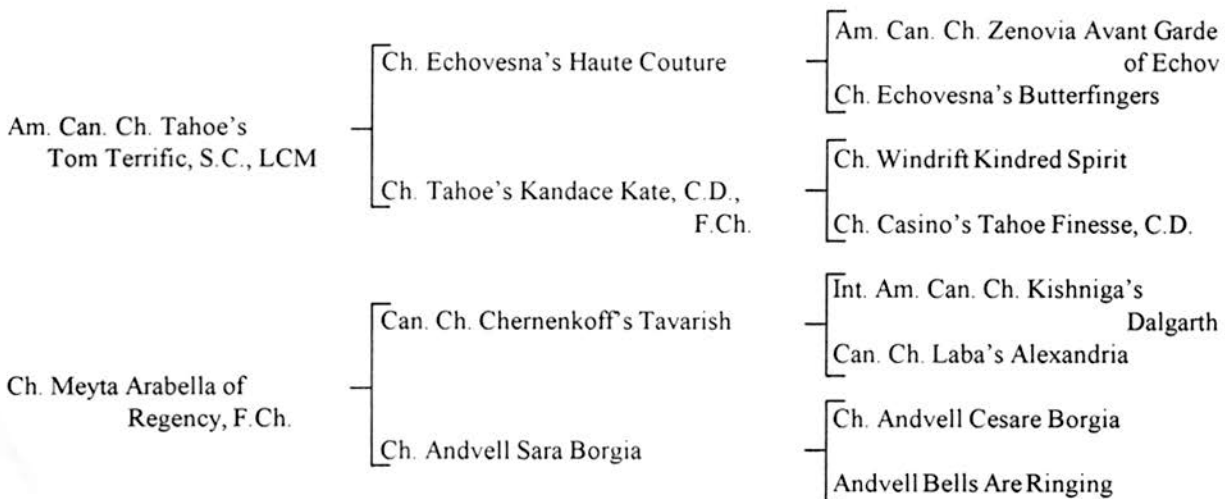 Am. Can. Ch. Tahoe's
Tom Terrific, S.C., LCM
Ch. Echovesna's Haute Couture
Am. Can. Ch. Zenovia Avant Garde
of Echov
Ch. Echovesna's Butterfingers
Ch. Tahoe's Kandace Kate, C.D.,
F.Ch.
Ch. Windrift Kindred Spirit
Ch. Casino's Tahoe Finesse, C.D.
Ch. Meyta Arabella of
Regency, F.Ch.
Can. Ch. Chernenkoff's Tavarish
Int. Am. Can. Ch. Kishniga's
Dalgarth
Can. Ch. Laba's Alexandria
Ch. Andvell Sara Borgia
Ch. Andvell Cesare Borgia
Andvell Bells Are Ringing